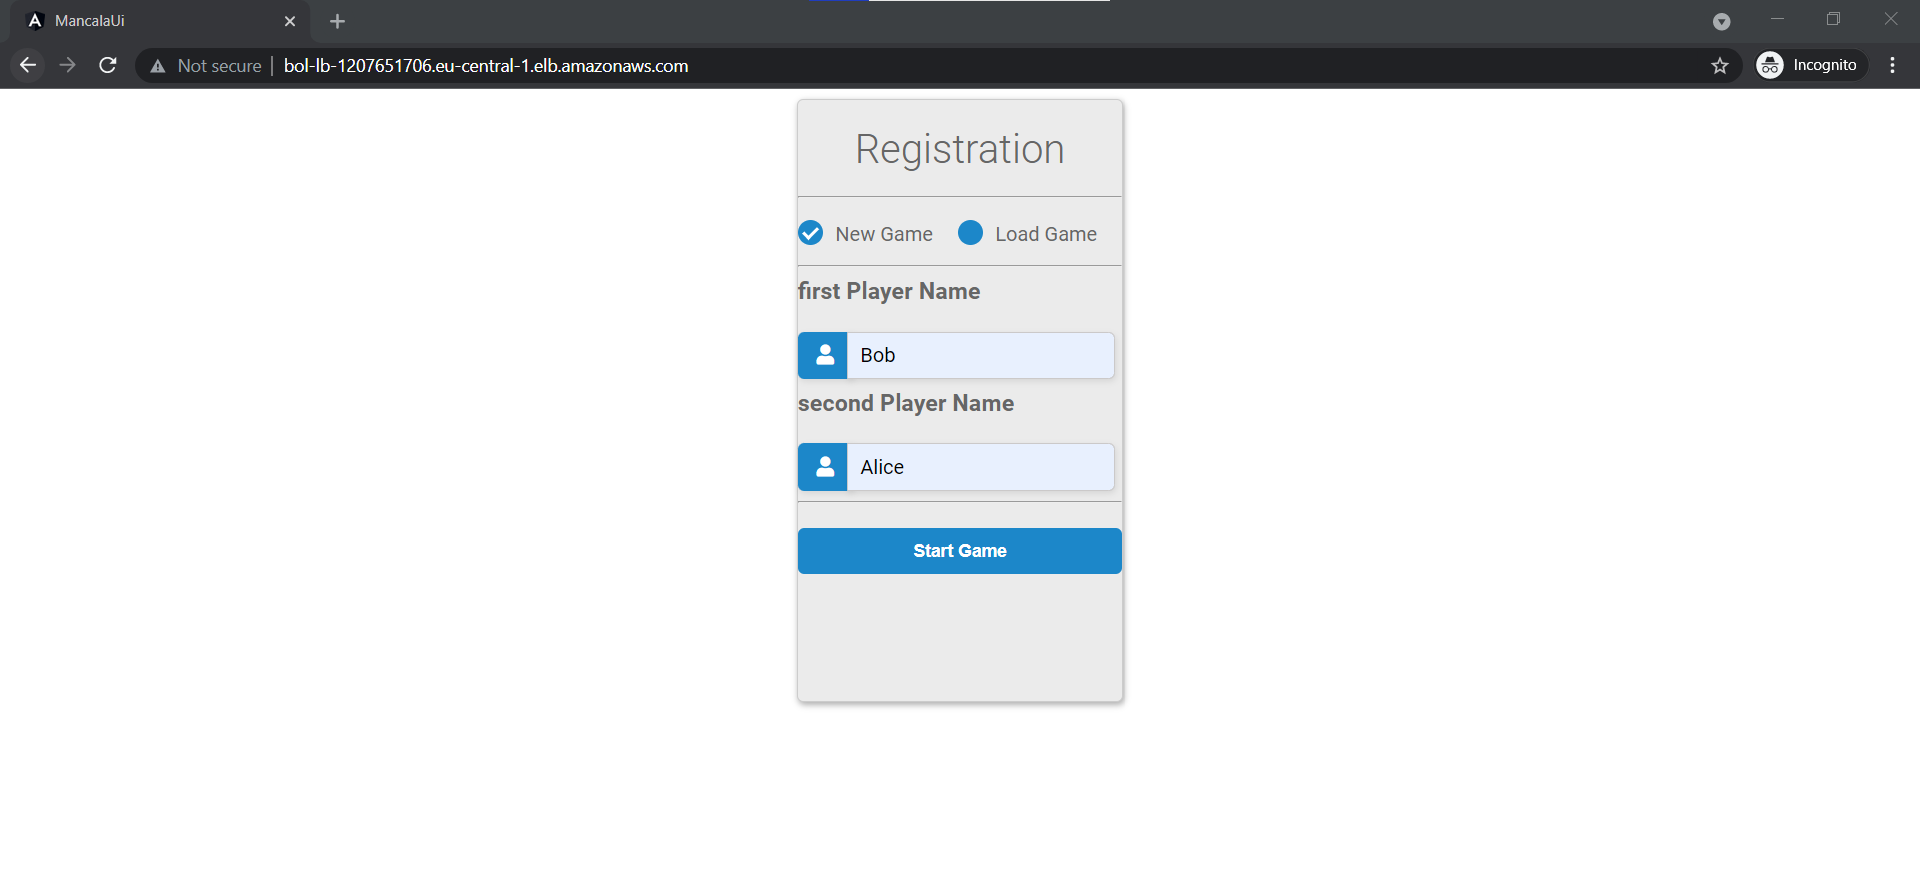 MancalaUi
Not secure
bol-lb-1207651706.eu-central-1.elb.amazonaws.com
Incognito
Registration
New Game
Load Game
first Player Name
Bob
second Player Name
Alice
Start Game